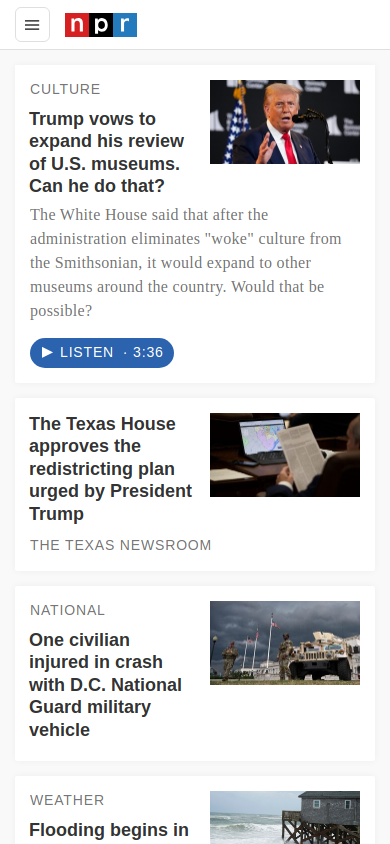 npr
CULTURE
Trump vows to
expand his review
of U.S. museums.
Can he do that?
The White House said that after the
administration eliminates "woke" culture from
the Smithsonian, it would expand to other
museums around the country. Would that be
possible?
LISTEN · 3:36
The Texas House
approves the
redistricting plan
urged by President
Trump
THE TEXAS NEWSROOM
NATIONAL
One civilian
injured in crash
with D.C. National
Guard military
vehicle
WEATHER
Flooding begins in